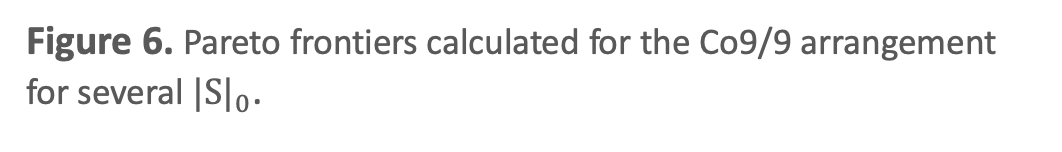 Figure 6. Pareto frontiers calculated for the Co9/9 arrangement
for several |S|₀.